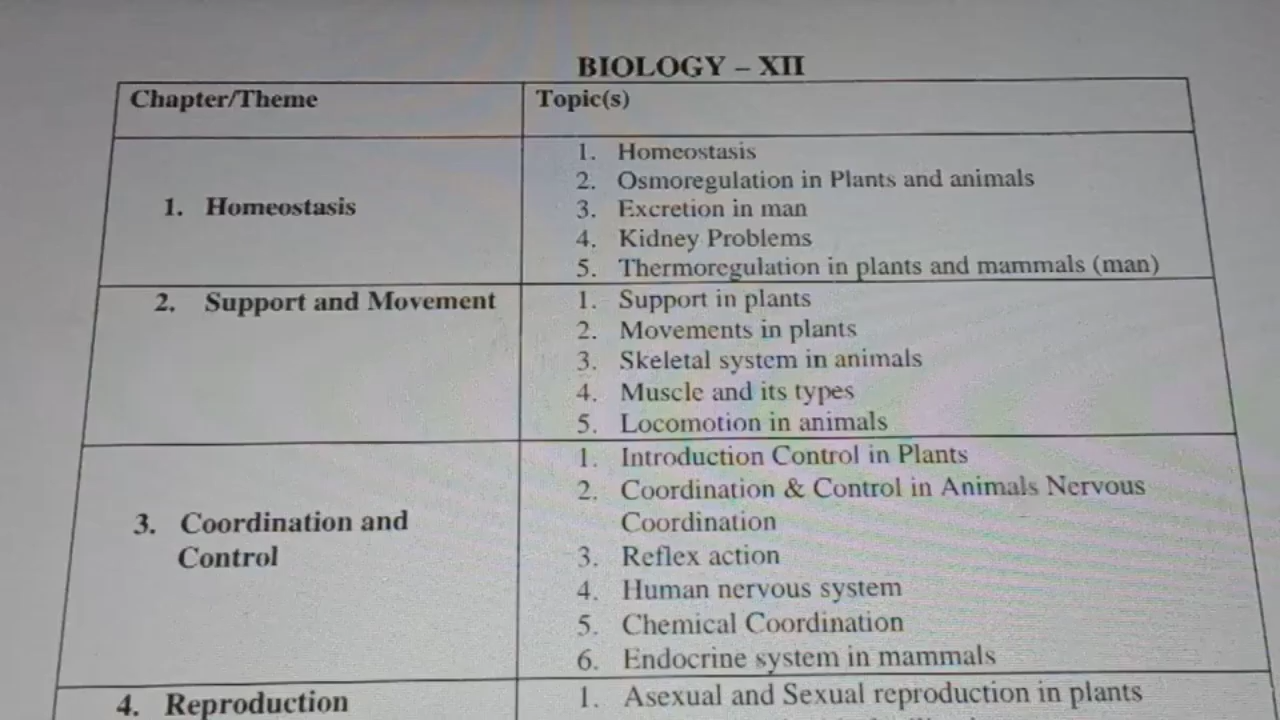 BIOLOGY – XII
Chapter/Theme
Topic(s)
1. Homeostasis
1. Homeostasis
2. Osmoregulation in Plants and animals
3. Excretion in man
4. Kidney Problems
5. Thermoregulation in plants and mammals (man)
2. Support and Movement
1. Support in plants
2. Movements in plants
3. Skeletal system in animals
4. Muscle and its types
5. Locomotion in animals
3. Coordination and
Control
1. Introduction Control in Plants
2. Coordination & Control in Animals Nervous
Coordination
3. Reflex action
4. Human nervous system
5. Chemical Coordination
6. Endocrine system in mammals
4. Reproduction
1. Asexual and Sexual reproduction in plants